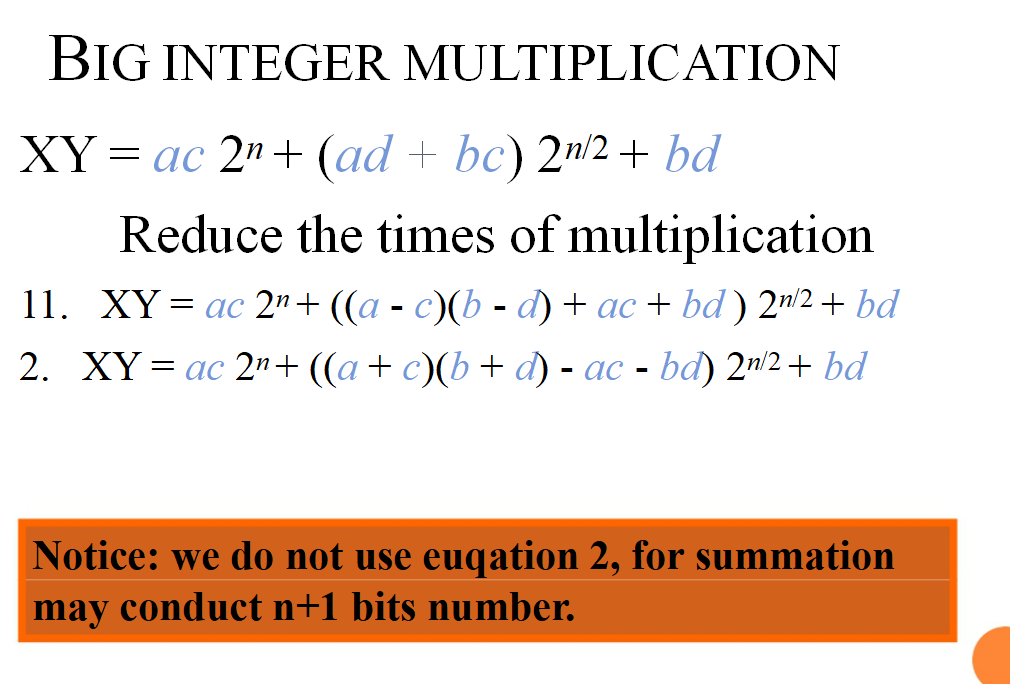 BIG INTEGER MULTIPLICATION
XY = ac 2ⁿ + (ad + bc) 2ⁿ/² + bd
Reduce the times of multiplication
11. XY = ac 2ⁿ + ((a - c)(b - d) + ac + bd ) 2ⁿ/² + bd
2. XY = ac 2ⁿ + ((a + c)(b + d) - ac - bd) 2ⁿ/² + bd
Notice: we do not use euqation 2, for summation
may conduct n+1 bits number.